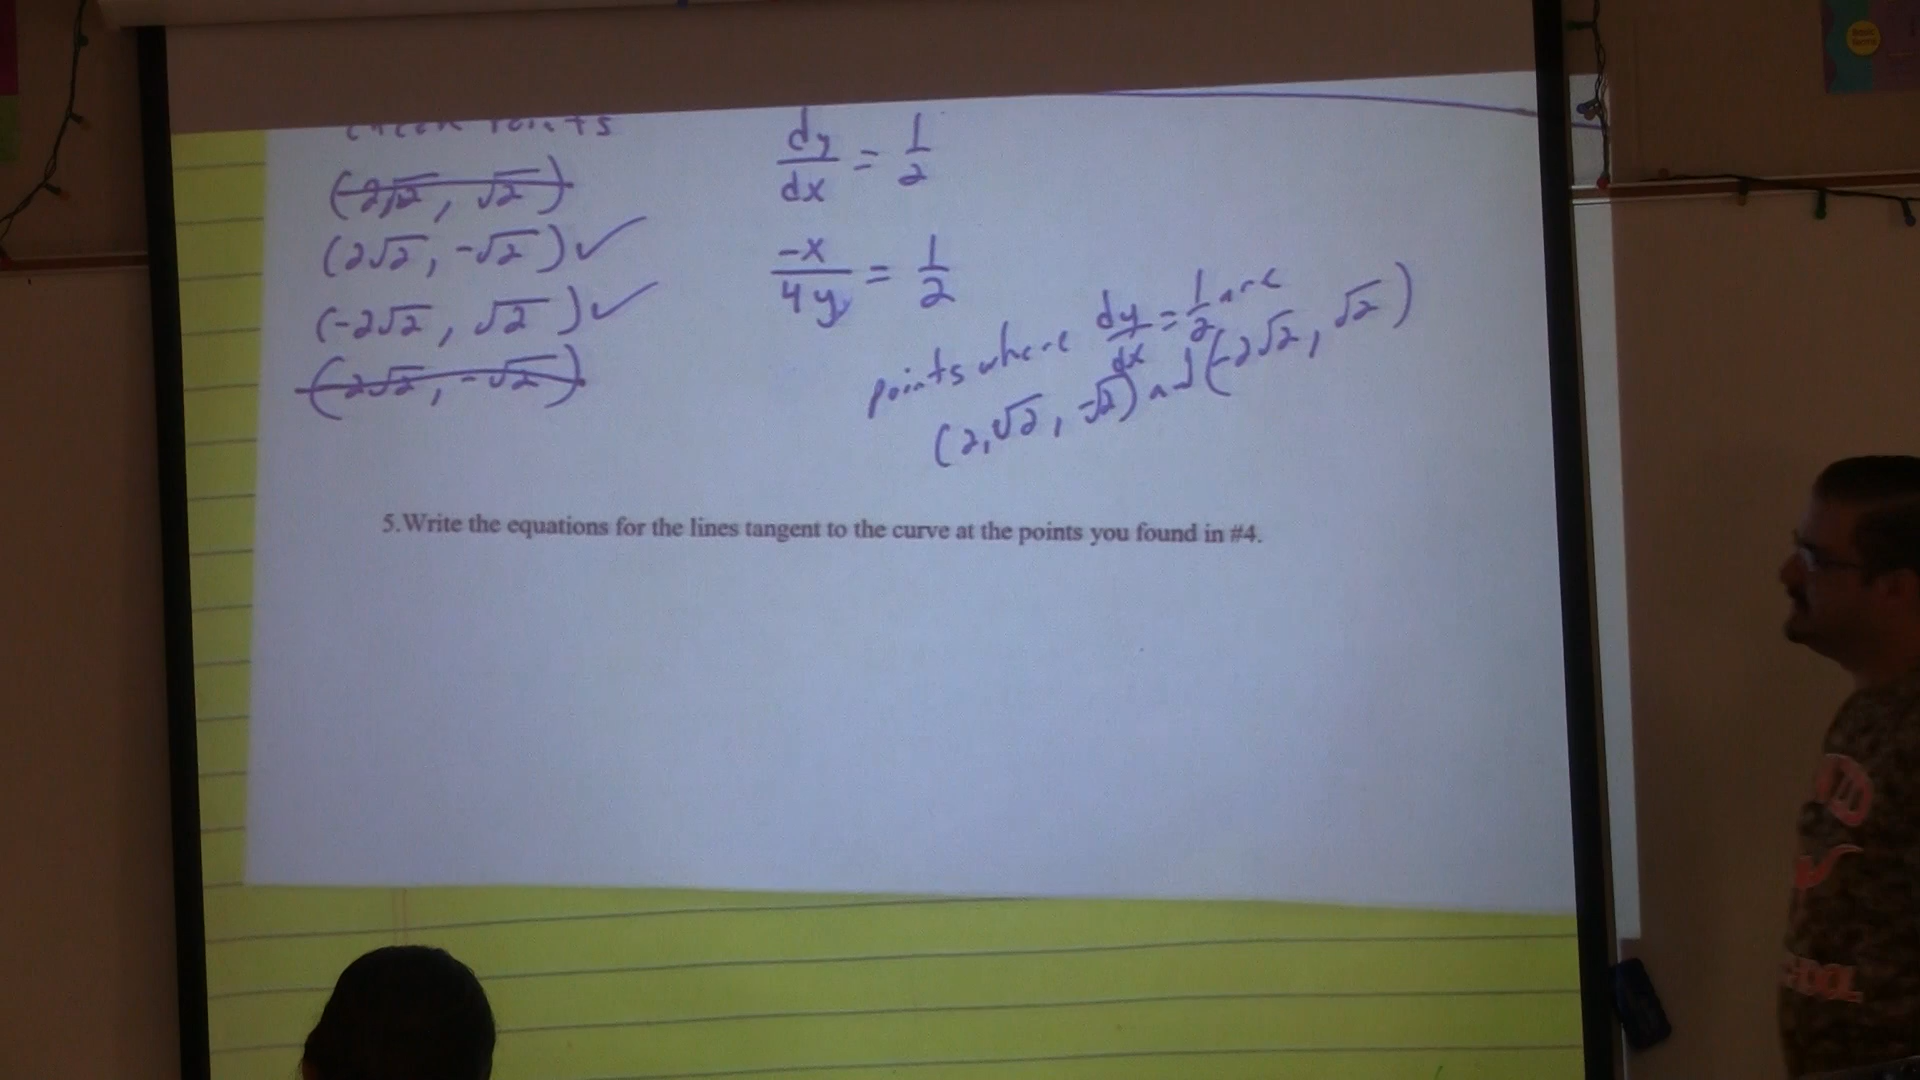 (-2√2, √2)
(2√2, -√2) ✓
(-2√2, √2) ✓
(2√2, -√2)
dy/dx = 1/2
-x/4y = 1/2
points where dy/dx = 1/2 are
(2,√2, -√2) and (-2√2, √2)
5. Write the equations for the lines tangent to the curve at the points you found in #4.